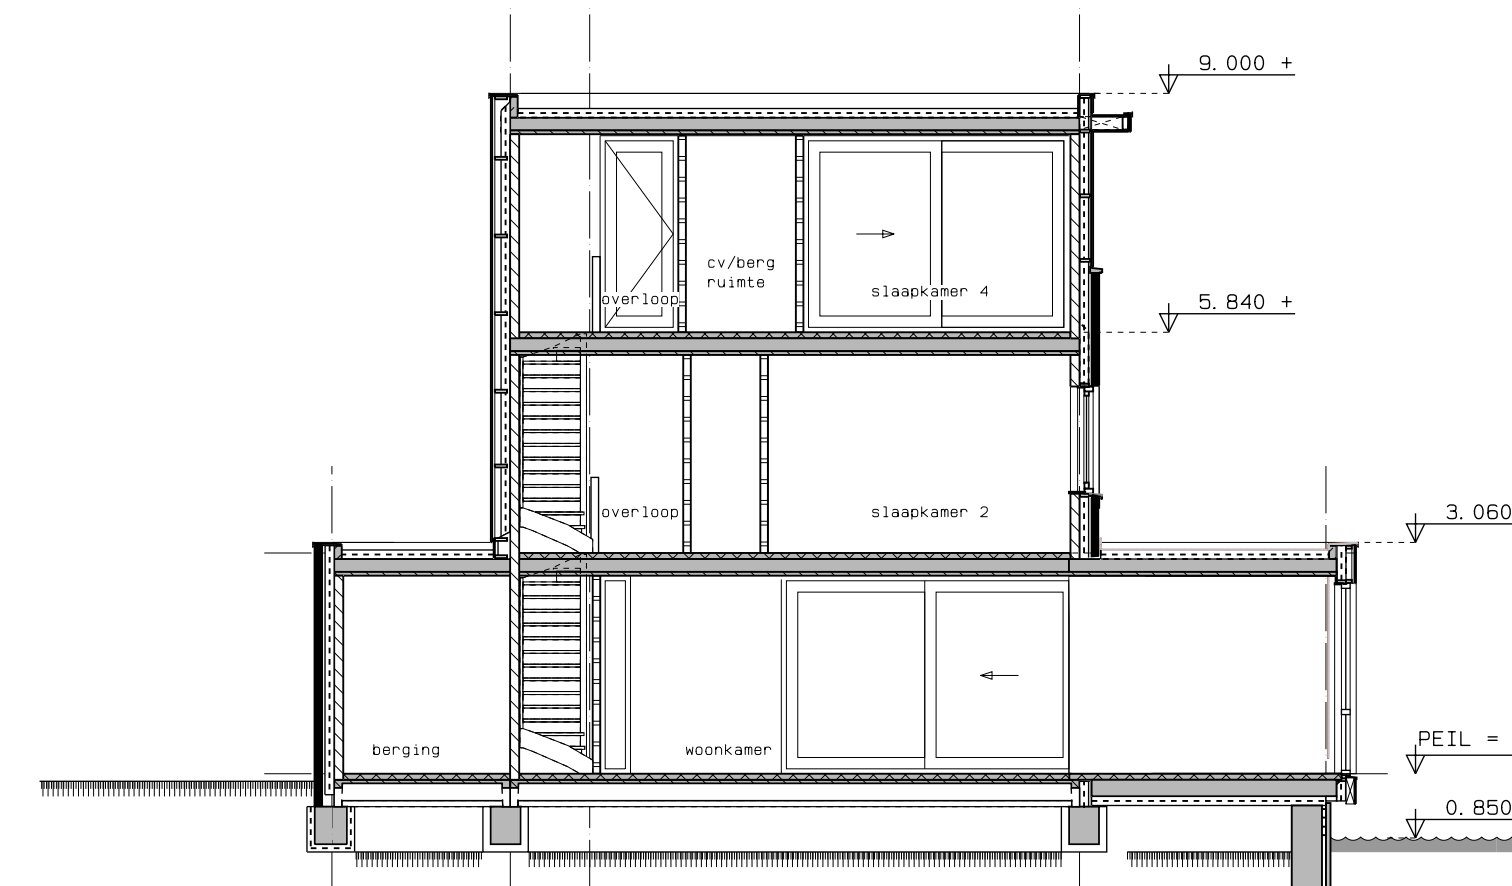 9.000 +
cv/berg
ruimte
overloop
slaapkamer 4
5.840 +
overloop
slaapkamer 2
3.060
berging
woonkamer
PEIL =
0.850